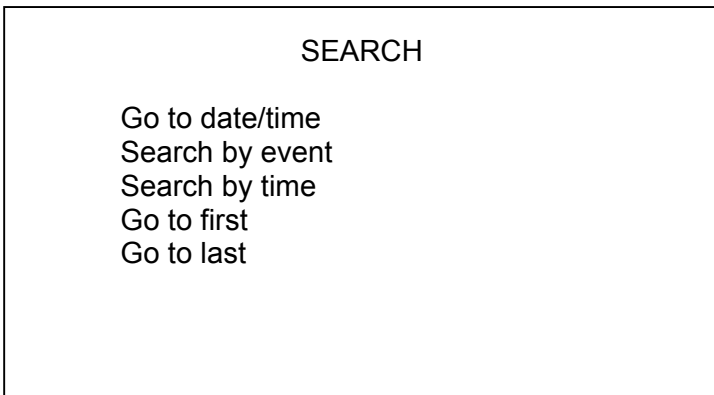 SEARCH
Go to date/time
Search by event
Search by time
Go to first
Go to last